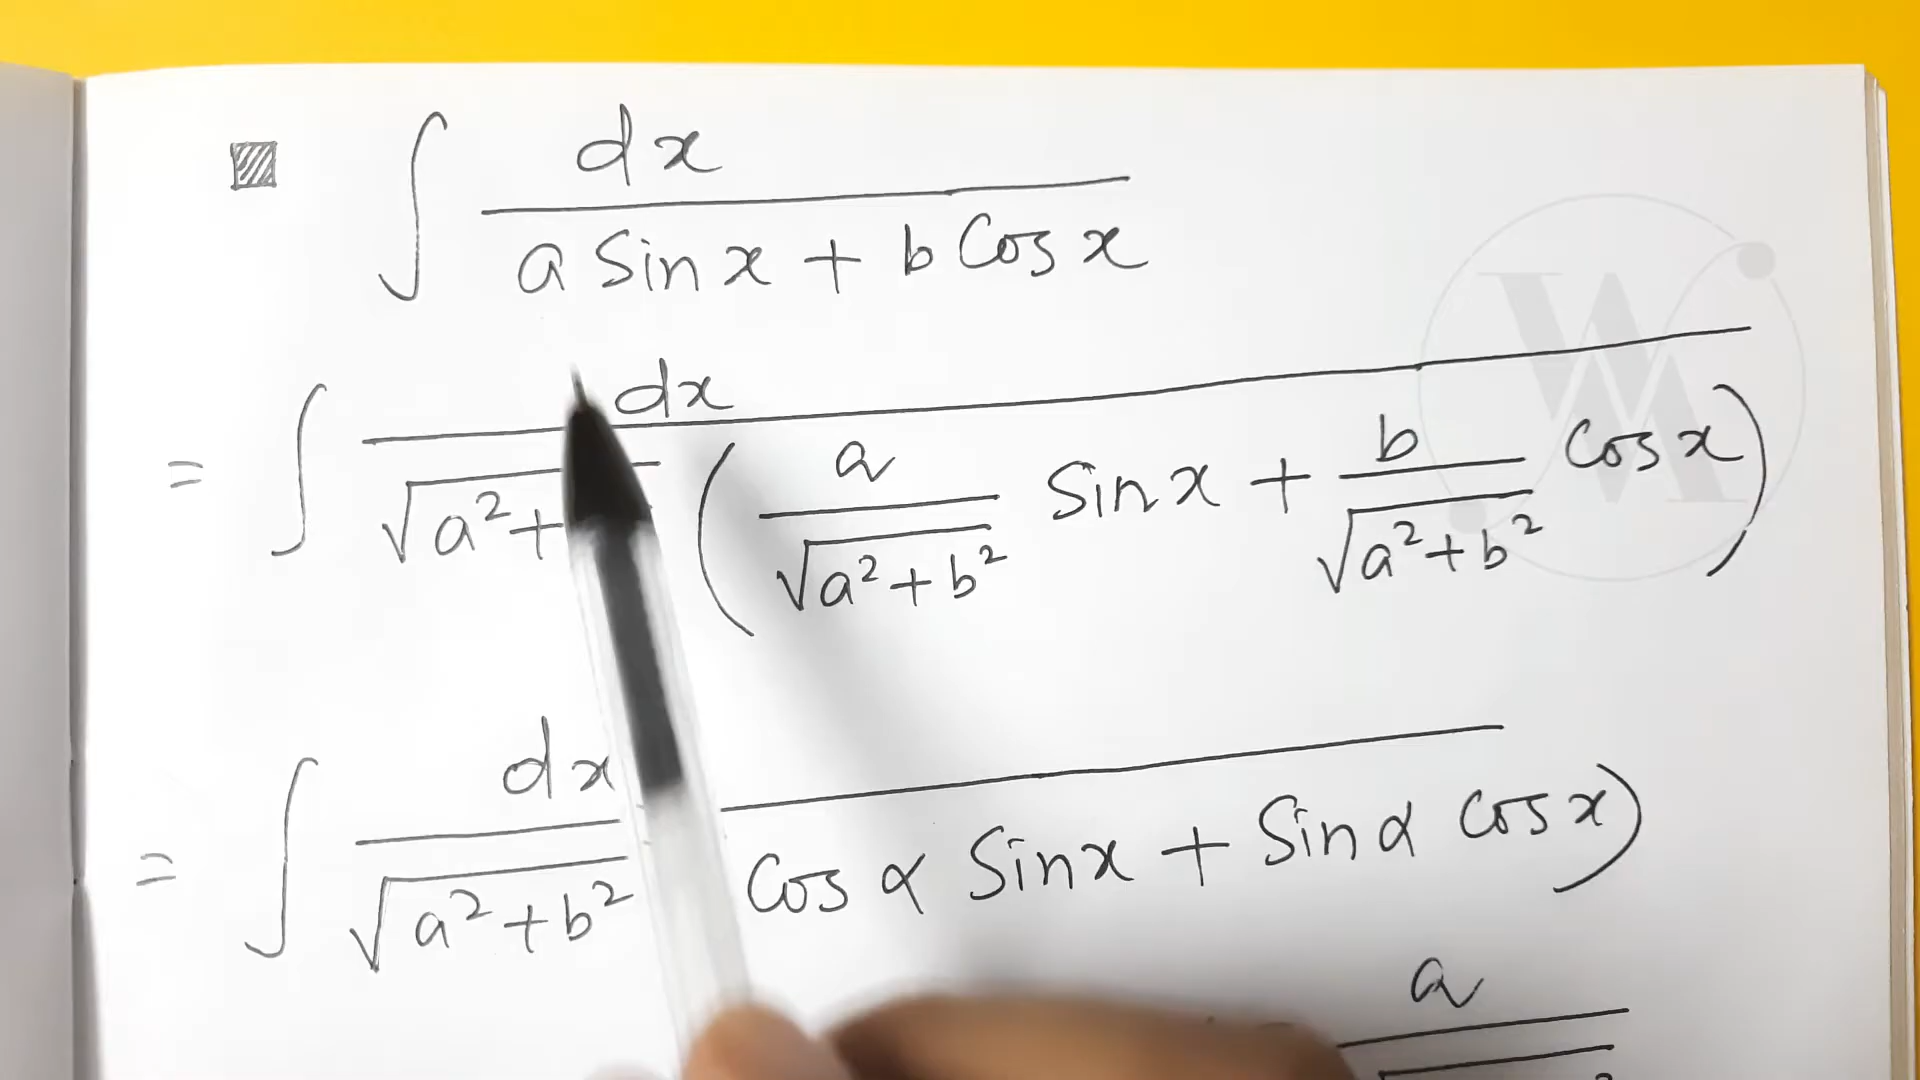 ∫ dx / (a Sin x + b Cos x)
= ∫ dx / (√(a² + (a / √(a² + b²) Sin x + b / √(a² + b²) Cos x)
= ∫ dx / (√(a² + b²) Cos α Sin x + Sin α Cos x)
a